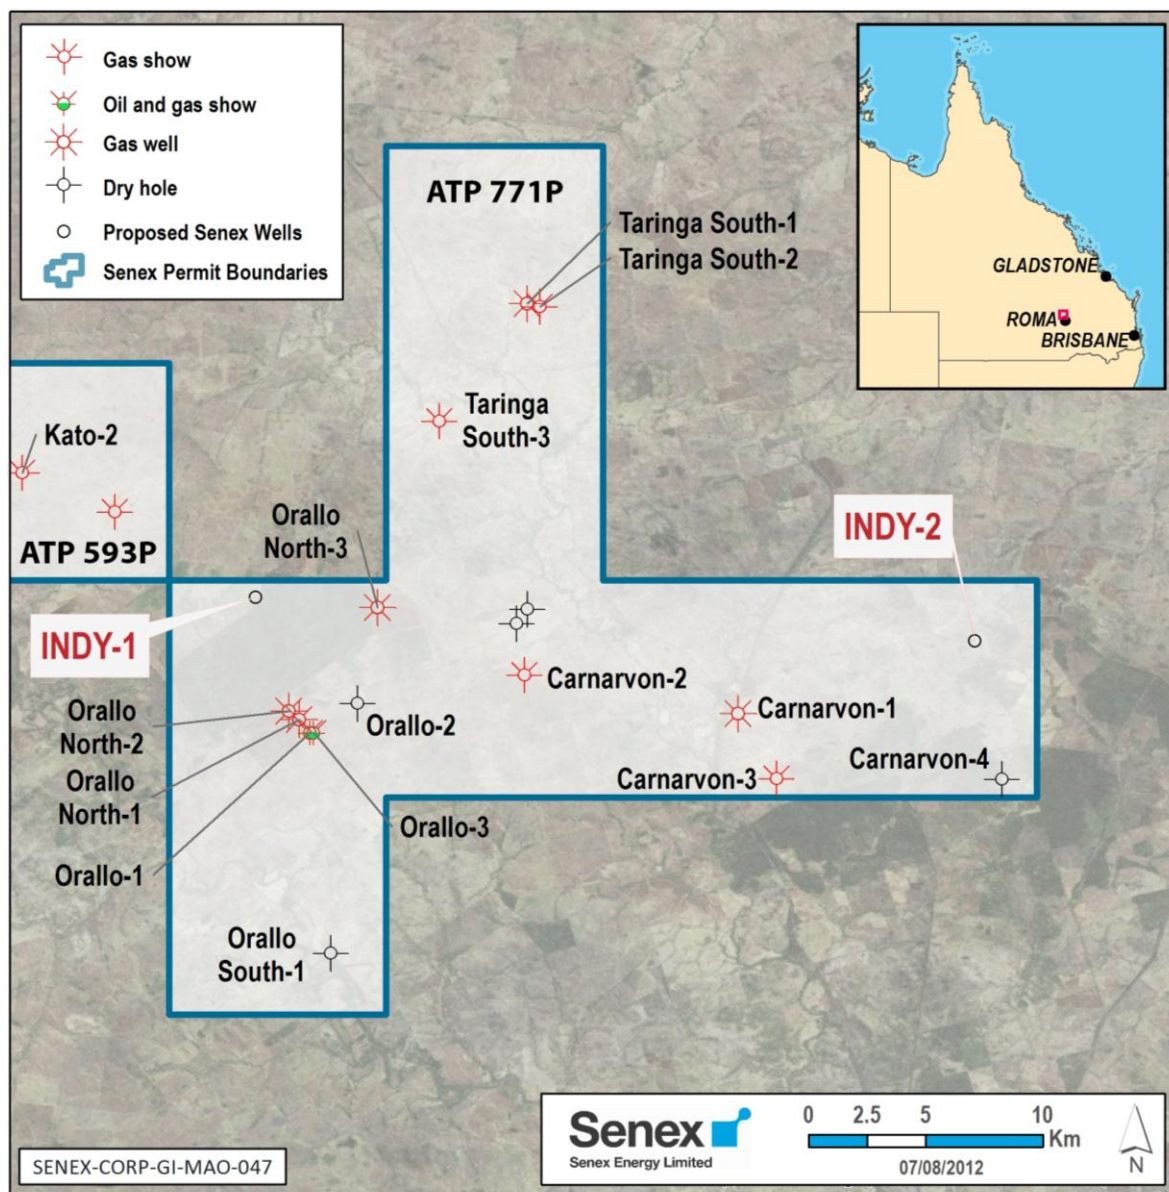 Gas show
Oil and gas show
Gas well
Dry hole
Proposed Senex Wells
Senex Permit Boundaries
ATP 771P
Taringa South-1
Taringa South-2
GLADSTONE
ROMA
BRISBANE
Taringa
South-3
Kato-2
ATP 593P
Orallo
North-3
INDY-2
INDY-1
Carnarvon-2
Orallo
North-2
Orallo-2
Carnarvon-1
Orallo
North-1
Carnarvon-3
Carnarvon-4
Orallo-3
Orallo-1
Orallo
South-1
Senex
Senex Energy Limited
0 2.5 5 10
Km
07/08/2012
N
SENEX-CORP-GI-MAO-047